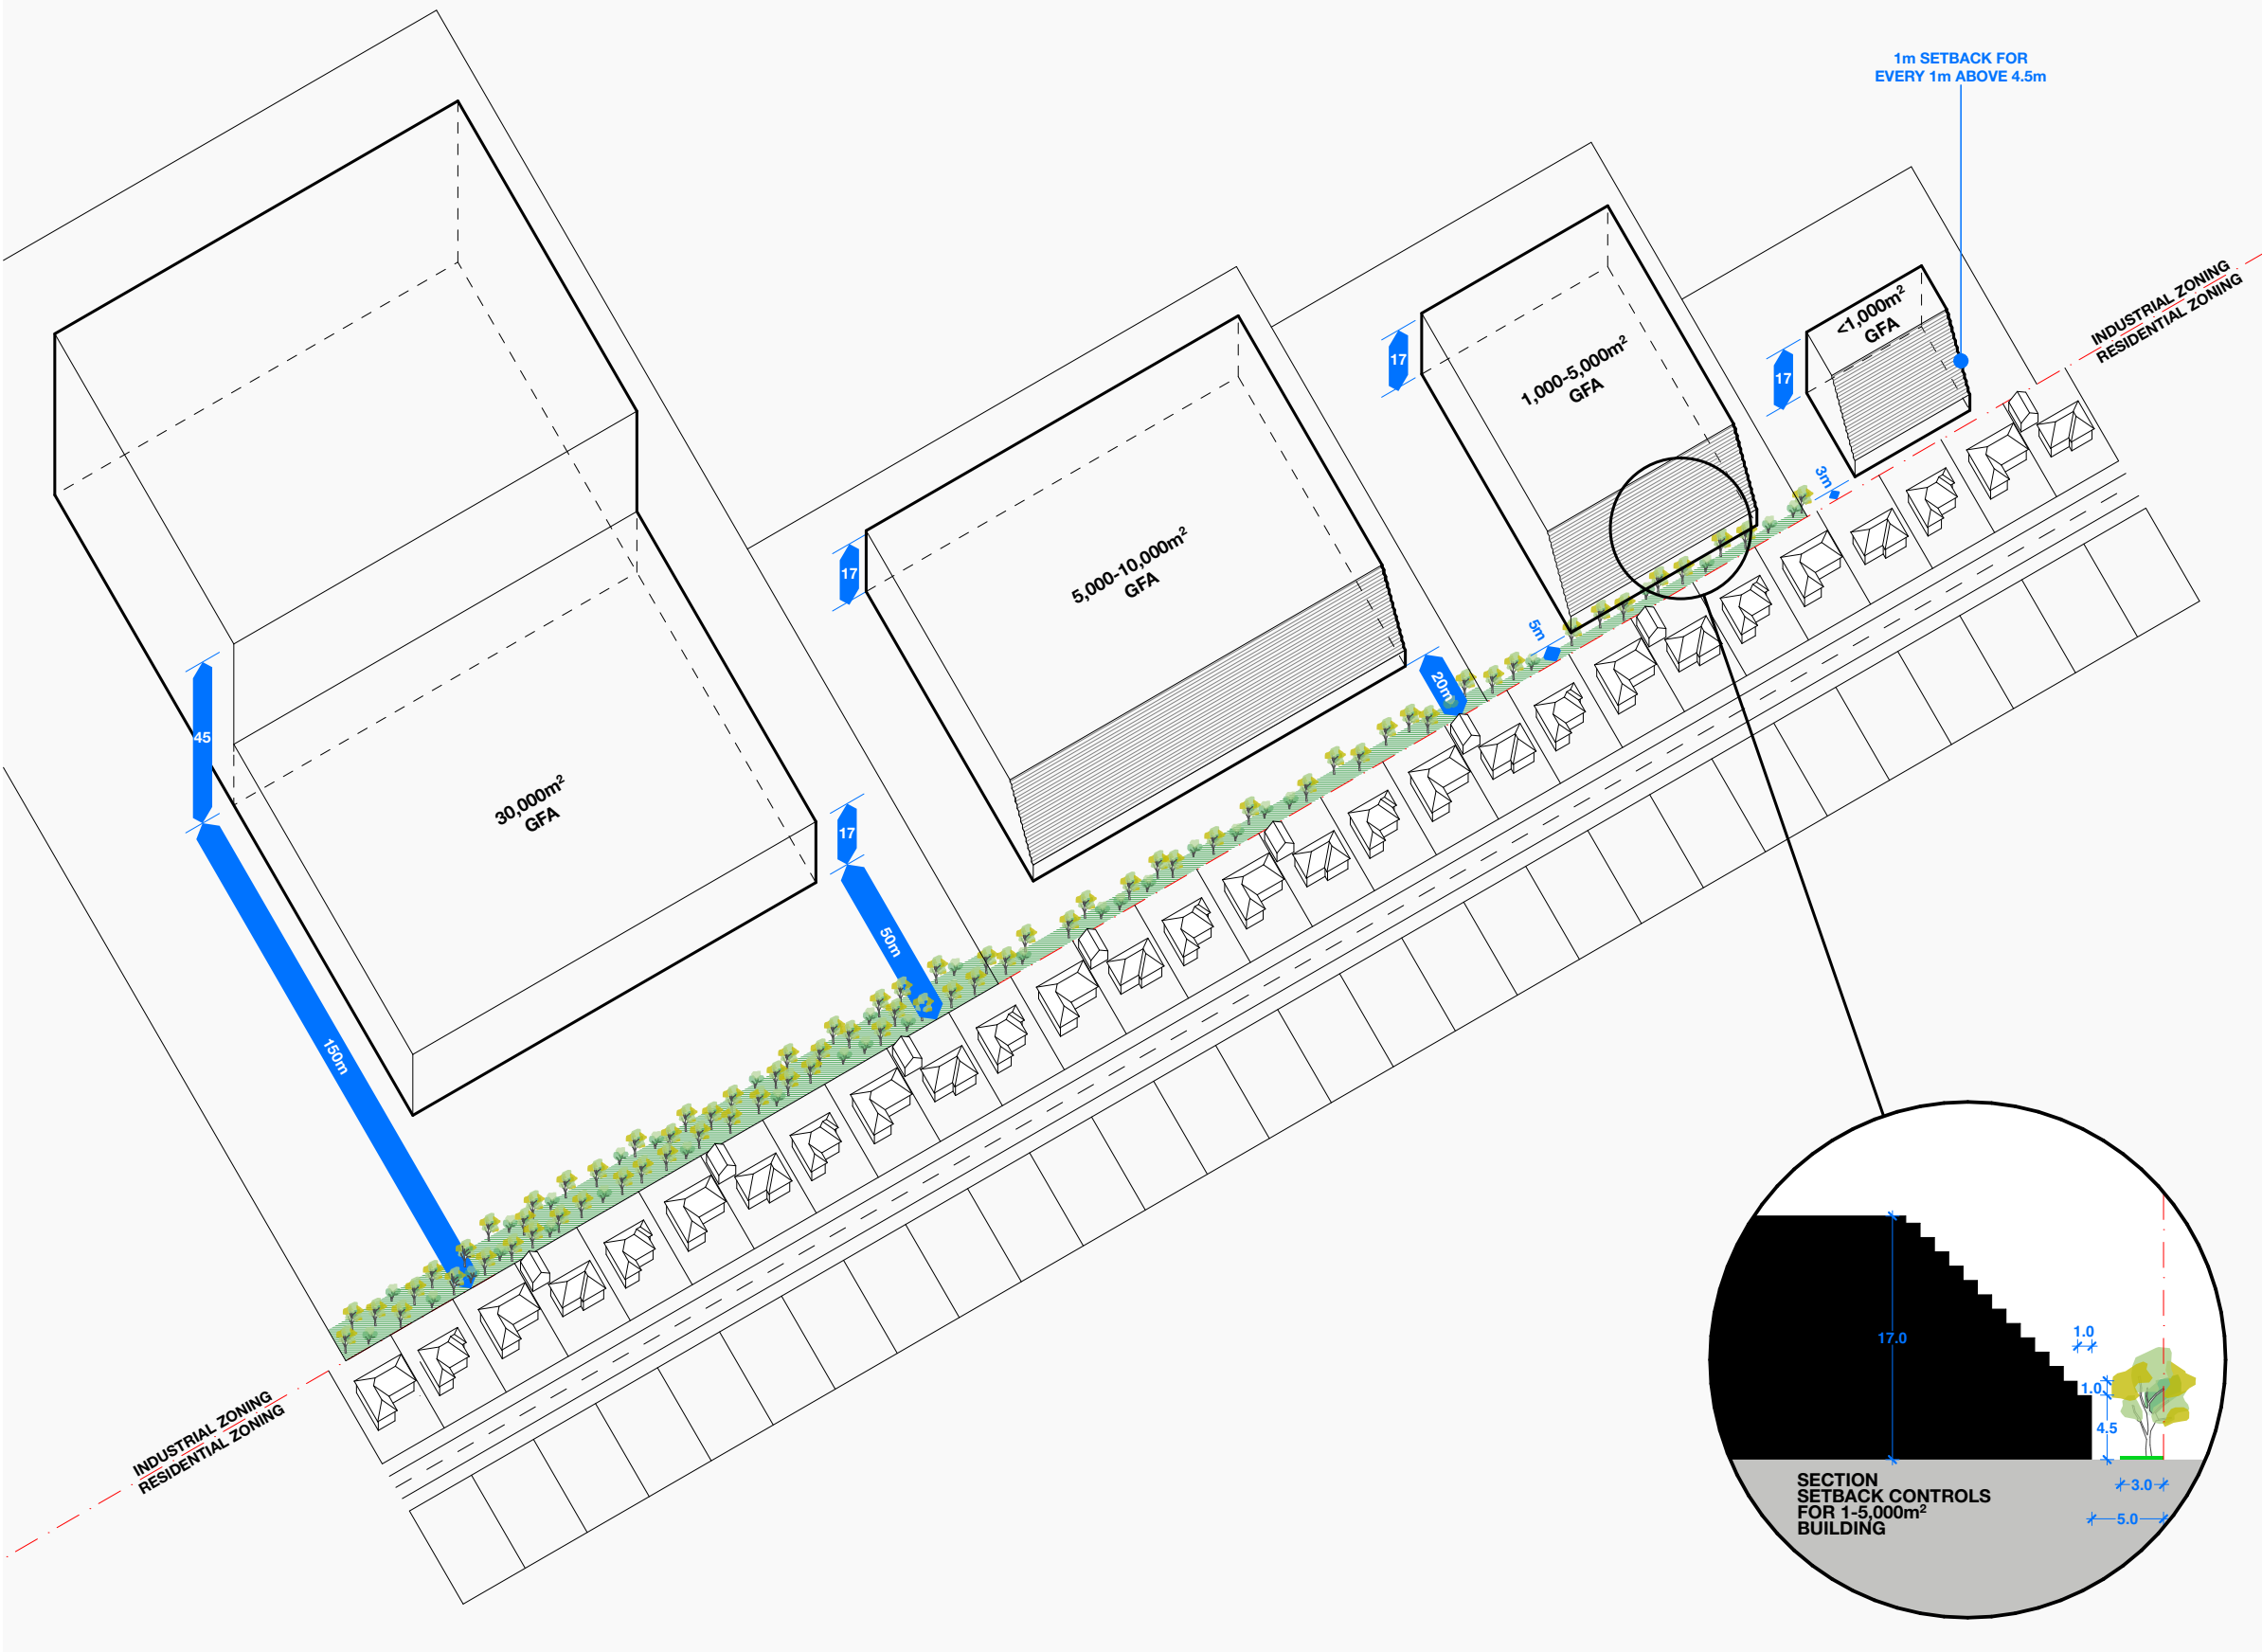 1m SETBACK FOR
EVERY 1m ABOVE 4.5m
INDUSTRIAL ZONING
RESIDENTIAL ZONING
<1,000m²
GFA
17
3m
1,000-5,000m²
GFA
17
5m
5,000-10,000m²
GFA
17
20m
30,000m²
GFA
45
17
50m
150m
INDUSTRIAL ZONING
RESIDENTIAL ZONING
17.0
1.0
1.0
4.5
3.0
5.0
SECTION
SETBACK CONTROLS
FOR 1-5,000m²
BUILDING